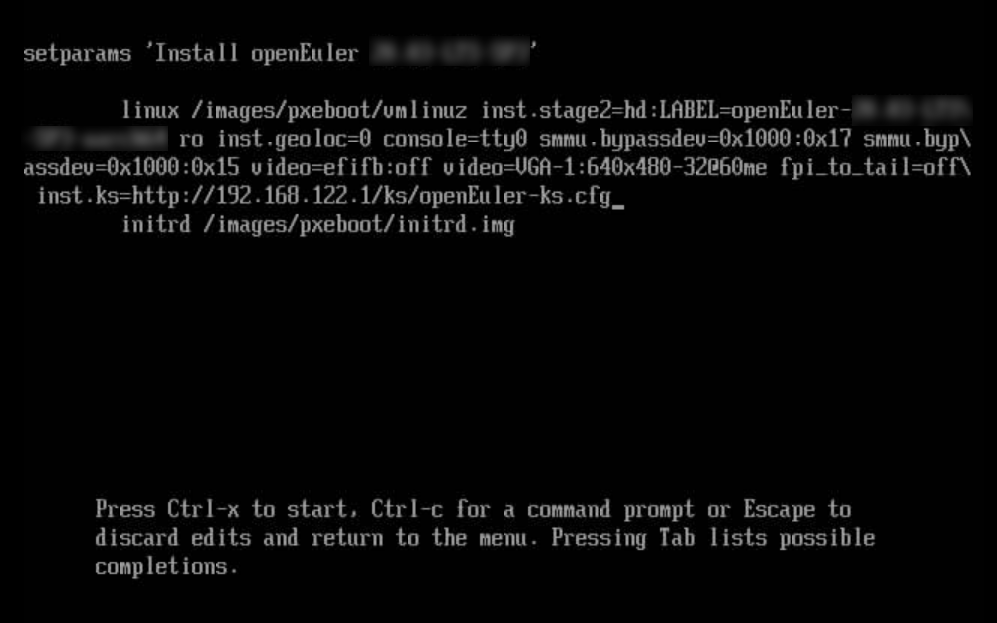 setparams 'Install openEuler '
linux /images/pxeboot/vmlinuz inst.stage2=hd:LABEL=openEuler-
ro inst.geoloc=0 console=tty0 smmu.bypassdev=0x1000:0x17 smmu.byp\
assdev=0x1000:0x15 video=efifb:off video=VGA-1:640x480-32@60me fpi_to_tail=off\
inst.ks=http://192.168.122.1/ks/openEuler-ks.cfg_
initrd /images/pxeboot/initrd.img
Press Ctrl-x to start, Ctrl-c for a command prompt or Escape to
discard edits and return to the menu. Pressing Tab lists possible
completions.